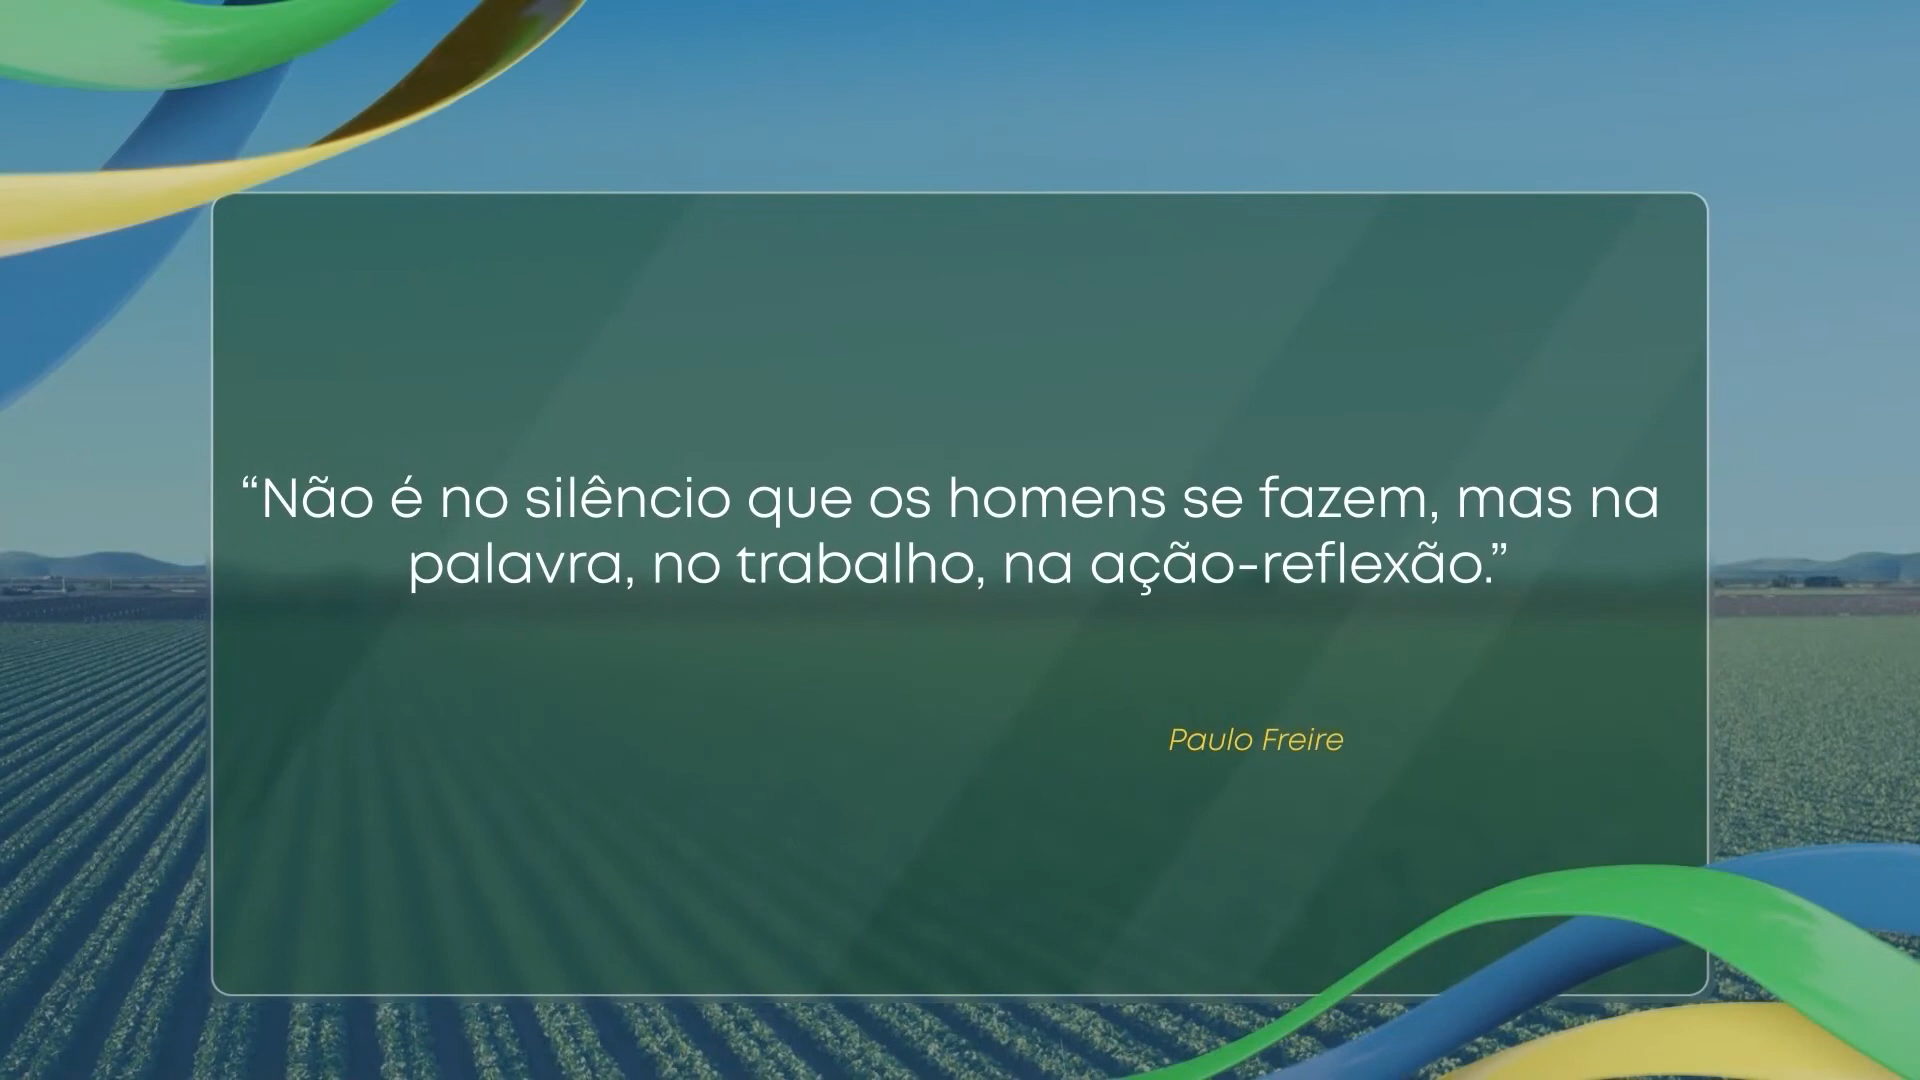 “Não é no silêncio que os homens se fazem, mas na
palavra, no trabalho, na ação-reflexão.”
Paulo Freire